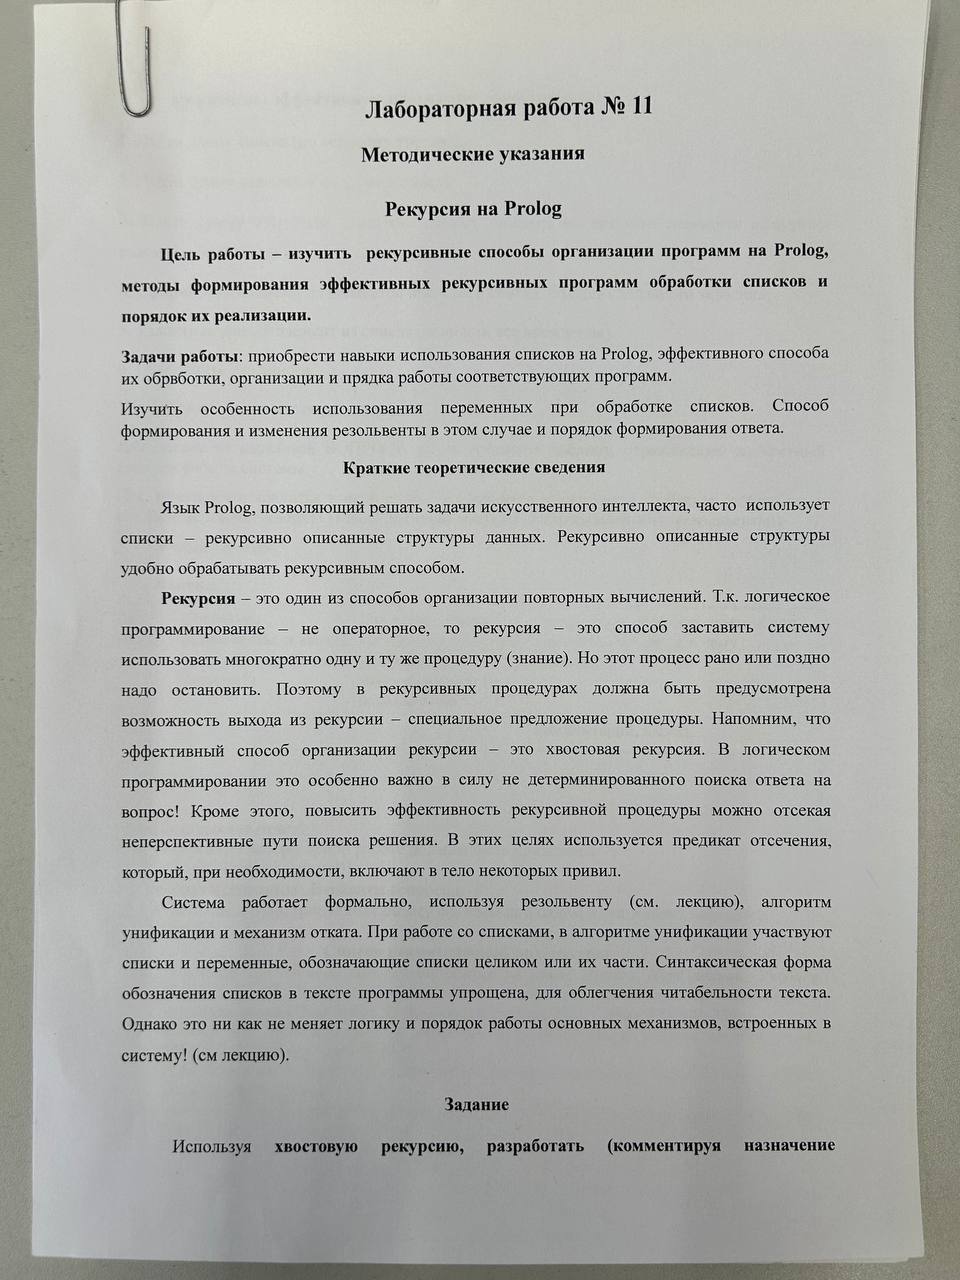 Лабораторная работа № 11
Методические указания
Рекурсия на Prolog
Цель работы – изучить рекурсивные способы организации программ на Prolog,
методы формирования эффективных рекурсивных программ обработки списков и
порядок их реализации.
Задачи работы: приобрести навыки использования списков на Prolog, эффективного способа
их обрвботки, организации и прядка работы соответствующих программ.
Изучить особенность использования переменных при обработке списков. Способ
формирования и изменения резольвенты в этом случае и порядок формирования ответа.
Краткие теоретические сведения
Язык Prolog, позволяющий решать задачи искусственного интеллекта, часто использует
списки – рекурсивно описанные структуры данных. Рекурсивно описанные структуры
удобно обрабатывать рекурсивным способом.
Рекурсия – это один из способов организации повторных вычислений. Т.к. логическое
программирование – не операторное, то рекурсия – это способ заставить систему
использовать многократно одну и ту же процедуру (знание). Но этот процесс рано или поздно
надо остановить. Поэтому в рекурсивных процедурах должна быть предусмотрена
возможность выхода из рекурсии – специальное предложение процедуры. Напомним, что
эффективный способ организации рекурсии – это хвостовая рекурсия. В логическом
программировании это особенно важно в силу не детерминированного поиска ответа на
вопрос! Кроме этого, повысить эффективность рекурсивной процедуры можно отсекая
неперспективные пути поиска решения. В этих целях используется предикат отсечения,
который, при необходимости, включают в тело некоторых привил.
Система работает формально, используя резольвенту (см. лекцию), алгоритм
унификации и механизм отката. При работе со списками, в алгоритме унификации участвуют
списки и переменные, обозначающие списки целиком или их части. Синтаксическая форма
обозначения списков в тексте программы упрощена, для облегчения читабельности текста.
Однако это ни как не меняет логику и порядок работы основных механизмов, встроенных в
систему! (см лекцию).
Задание
Используя хвостовую рекурсию, разработать (комментируя назначение